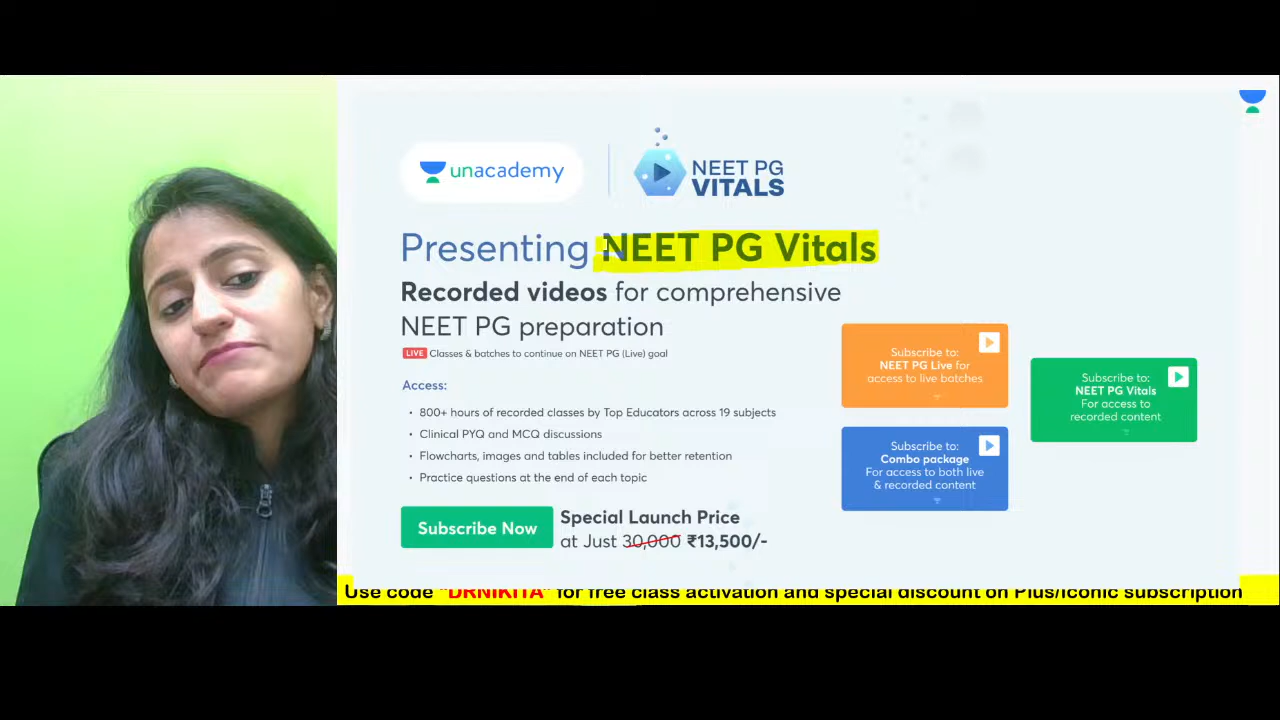 unacademy
NEET PG
VITALS
Presenting NEET PG Vitals
Recorded videos for comprehensive
NEET PG preparation
LIVE Classes & batches to continue on NEET PG (Live) goal
Access:
• 800+ hours of recorded classes by Top Educators across 19 subjects
• Clinical PYQ and MCQ discussions
• Flowcharts, images and tables included for better retention
• Practice questions at the end of each topic
Subscribe Now
Special Launch Price
at Just 30,000 ₹13,500/-
Subscribe to:
NEET PG Live for
access to live batches
Subscribe to:
Combo package
For access to both live
& recorded content
Subscribe to:
NEET PG Vitals
For access to
recorded content
Use code "DRNIKITA" for free class activation and special discount on Plus/Iconic subscription